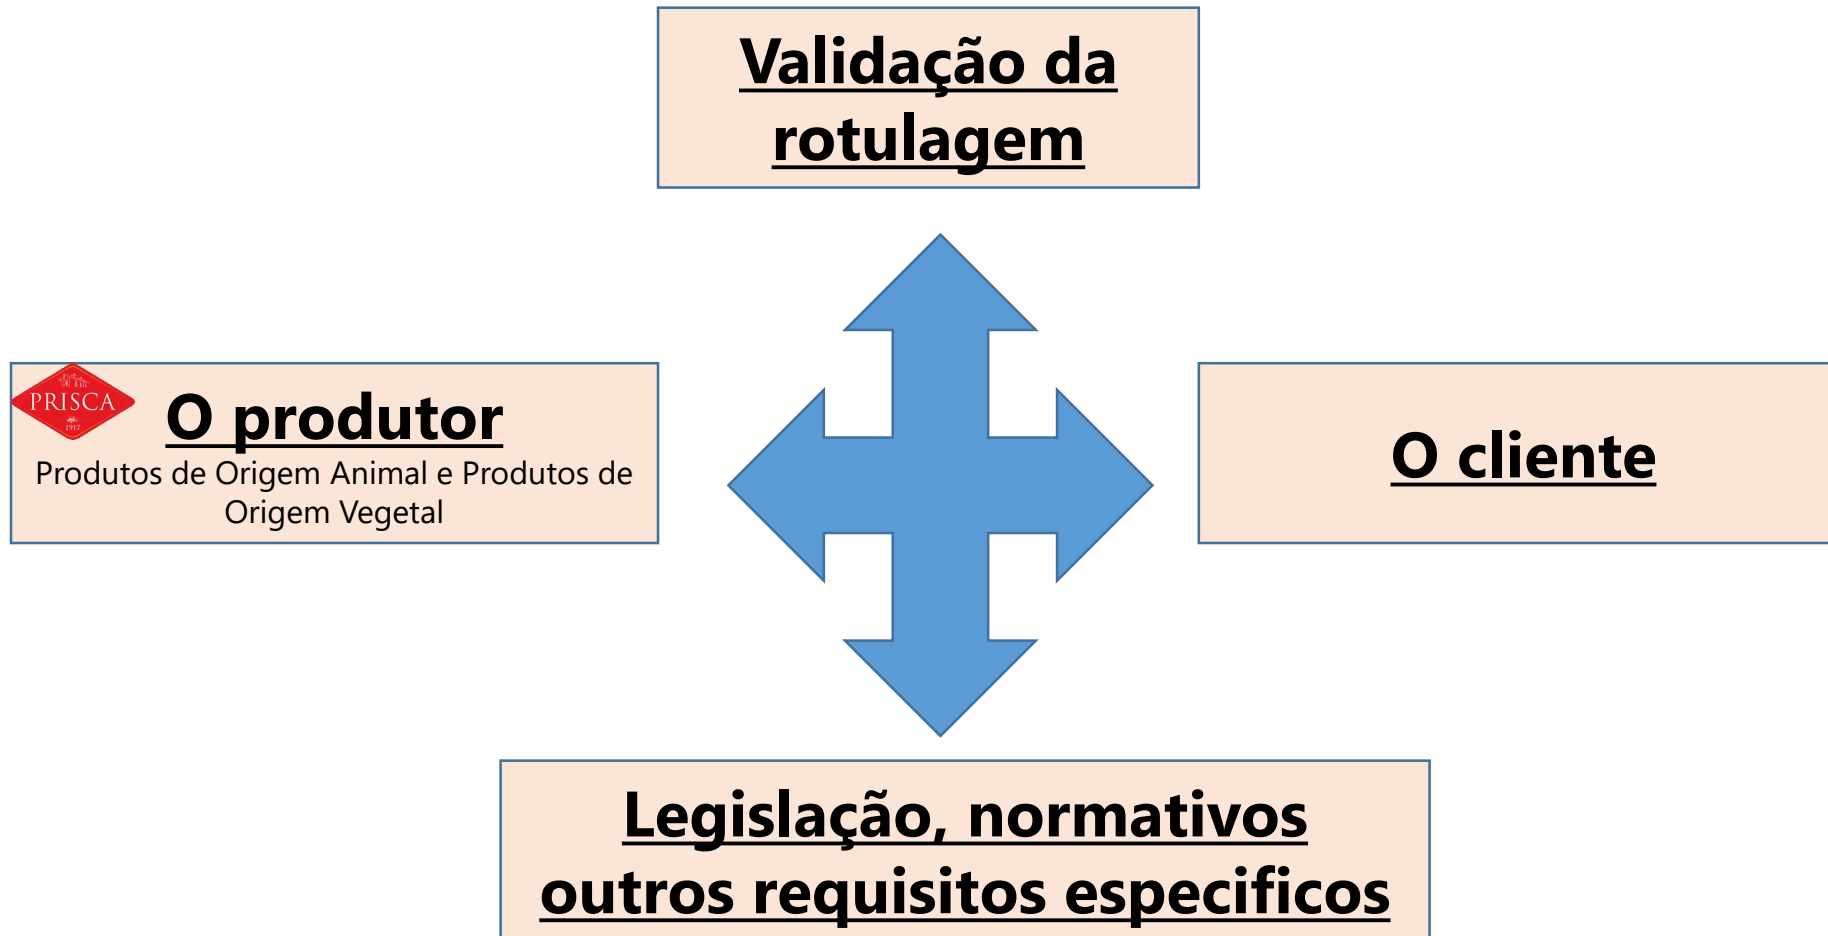 Validação da
rotulagem
PRISCA
1917
O produtor
Produtos de Origem Animal e Produtos de
Origem Vegetal
O cliente
Legislação, normativos
outros requisitos especificos